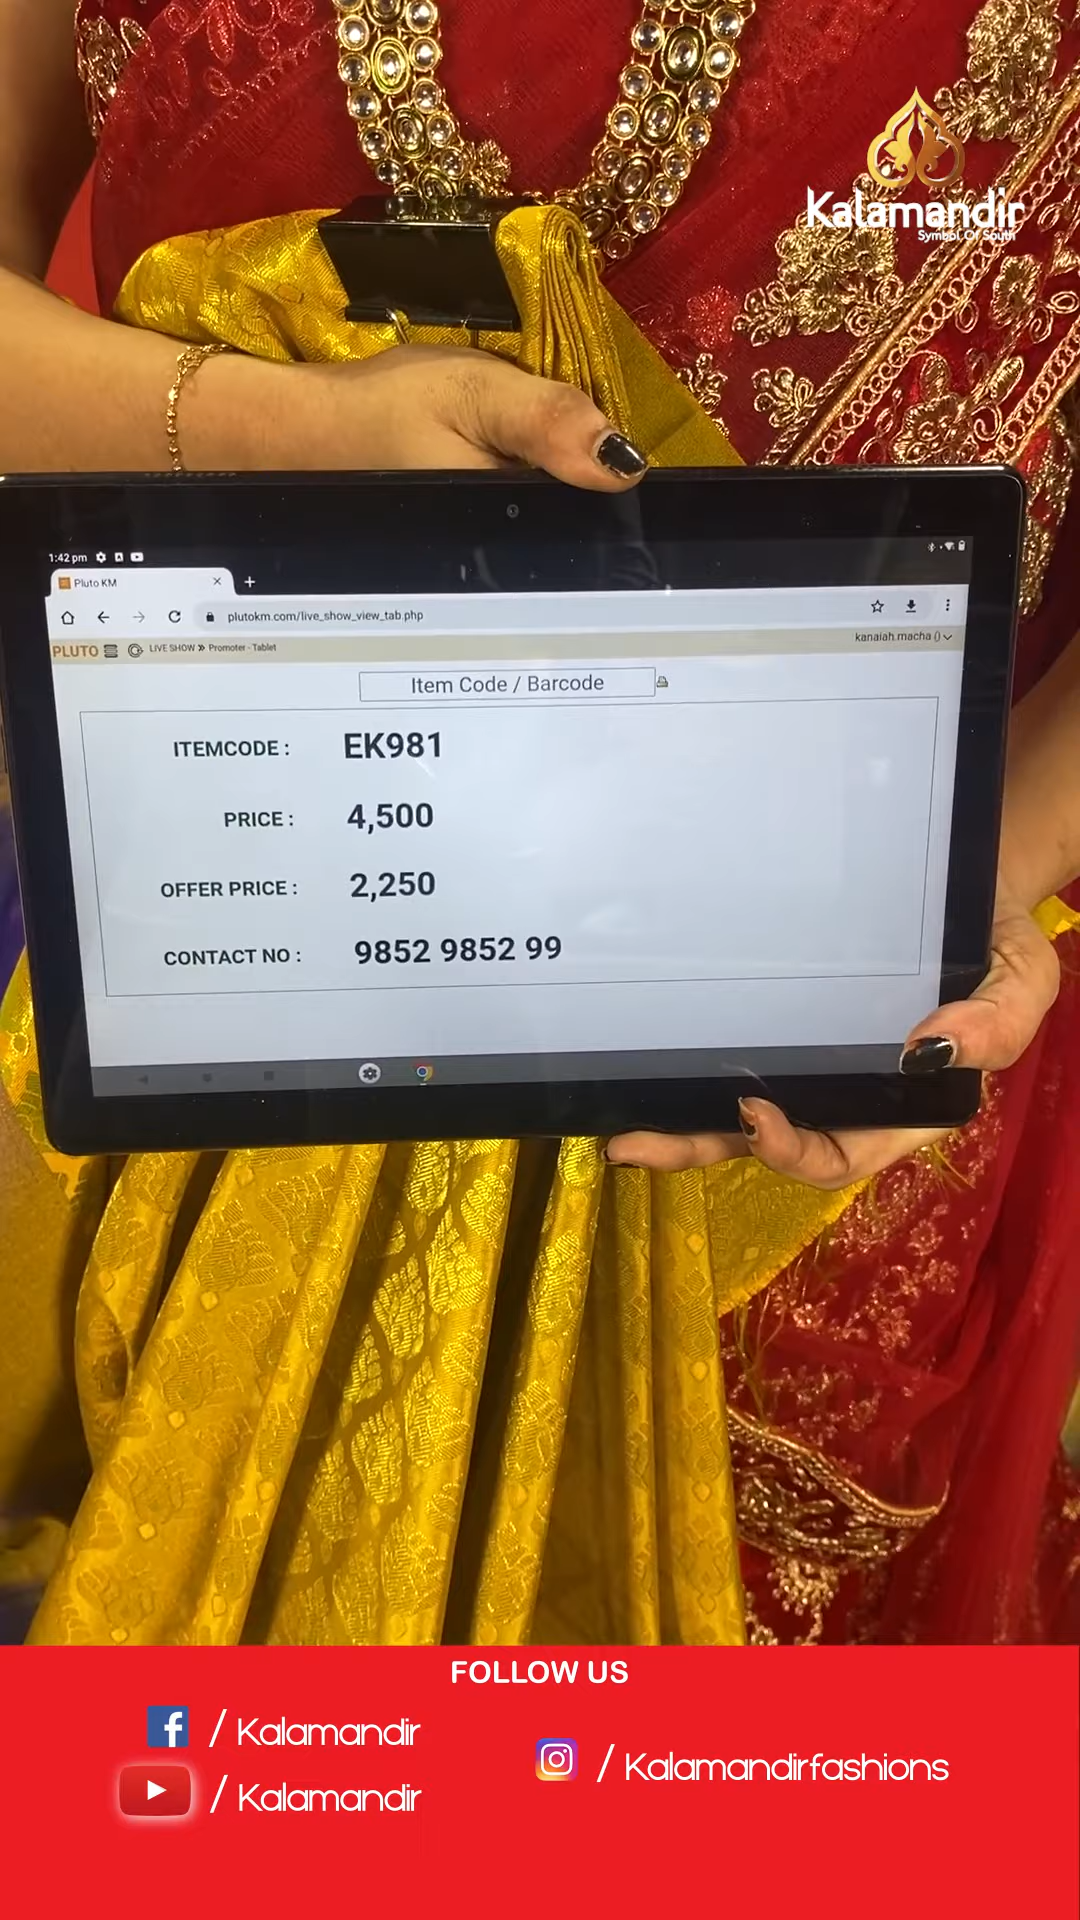 Kalamandir
Symbol Of South
1:42 pm
Pluto KM
plutokm.com/live_show_view_tab.php
PLUTO LIVE SHOW » Promoter - Tablet
kanaiah.macha ()
Item Code / Barcode
ITEMCODE : EK981
PRICE : 4,500
OFFER PRICE : 2,250
CONTACT NO : 9852 9852 99
FOLLOW US
/ Kalamandir
/ Kalamandir
/ Kalamandirfashions